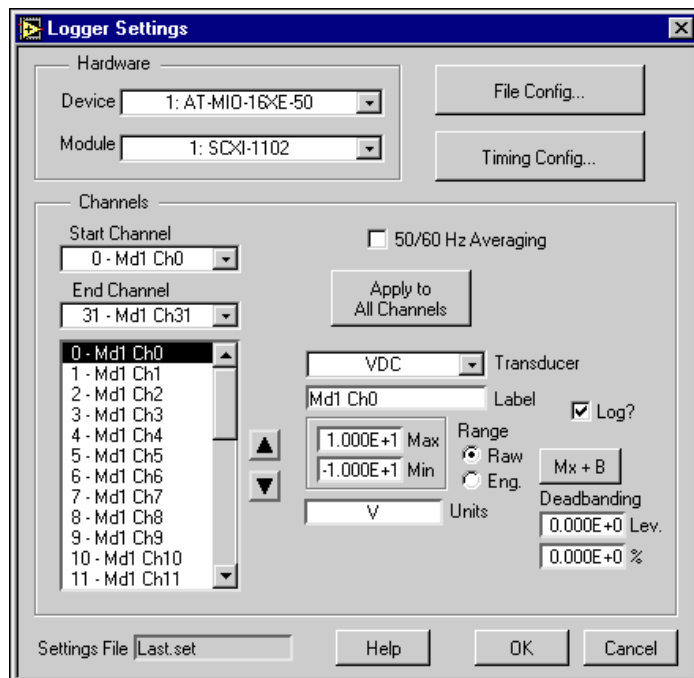 Logger Settings
Hardware
Device 1: AT-MIO-16XE-50
Module 1: SCXI-1102
File Config...
Timing Config...
Channels
Start Channel
0 - Md1 Ch0
End Channel
31 - Md1 Ch31
0 - Md1 Ch0
1 - Md1 Ch1
2 - Md1 Ch2
3 - Md1 Ch3
4 - Md1 Ch4
5 - Md1 Ch5
6 - Md1 Ch6
7 - Md1 Ch7
8 - Md1 Ch8
9 - Md1 Ch9
10 - Md1 Ch10
11 - Md1 Ch11
50/60 Hz Averaging
Apply to
All Channels
VDC Transducer
Md1 Ch0 Label
Log?
1.000E+1 Max
-1.000E+1 Min
Range
Raw
Eng.
Mx + B
V Units
Deadbanding
0.000E+0 Lev.
0.000E+0 %
Settings File Last.set
Help
OK
Cancel